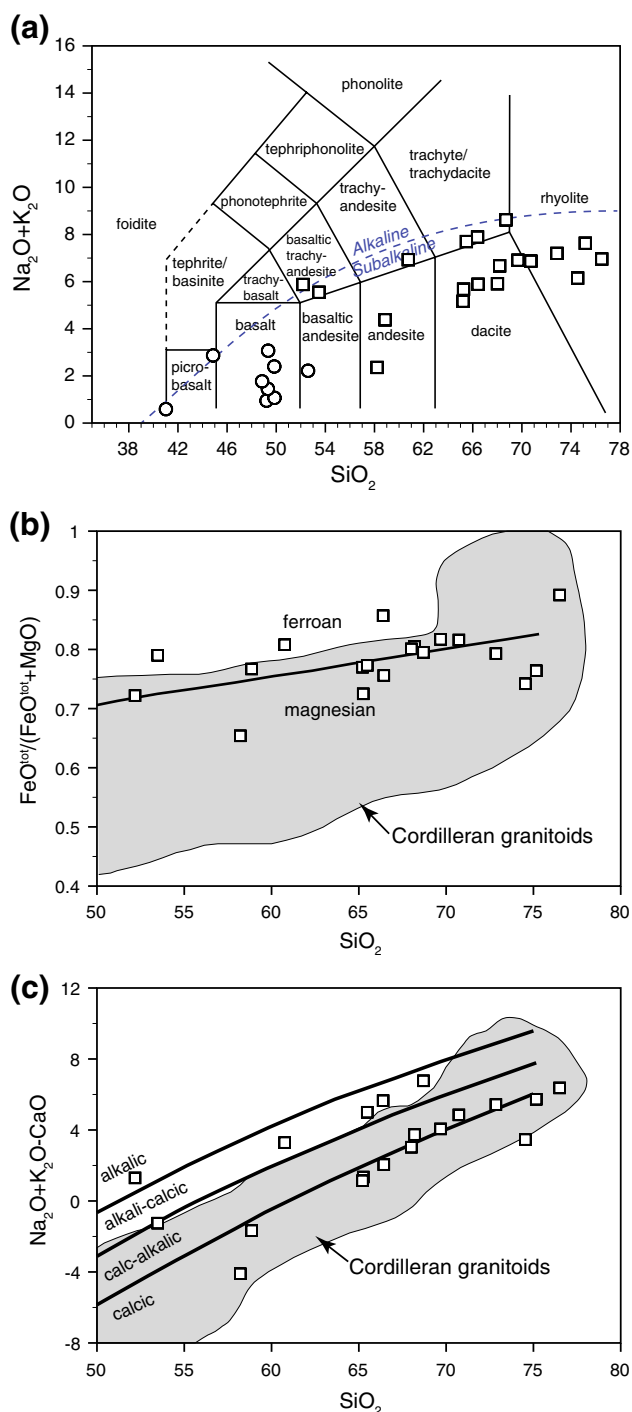 (a)
16
14
12
10
8
6
4
2
0
Na₂O+K₂O
phonolite
tephriphonolite
trachyte/
trachydacite
trachy-
andesite
phonotephrite
rhyolite
foidite
Alkaline
Subalkaline
basaltic
trachy-
andesite
tephrite/
basinite
trachy-
basalt
basalt
basaltic
andesite
andesite
dacite
picro-
basalt
38 42 46 50 54 58 62 66 70 74 78
SiO₂
(b)
1
0.9
0.8
0.7
0.6
0.5
0.4
FeOᵗᵒᵗ/(FeOᵗᵒᵗ+MgO)
ferroan
magnesian
Cordilleran granitoids
50 55 60 65 70 75 80
SiO₂
(c)
12
8
4
0
-4
-8
Na₂O+K₂O-CaO
alkalic
alkali-calcic
calc-alkalic
calcic
Cordilleran granitoids
50 55 60 65 70 75 80
SiO₂